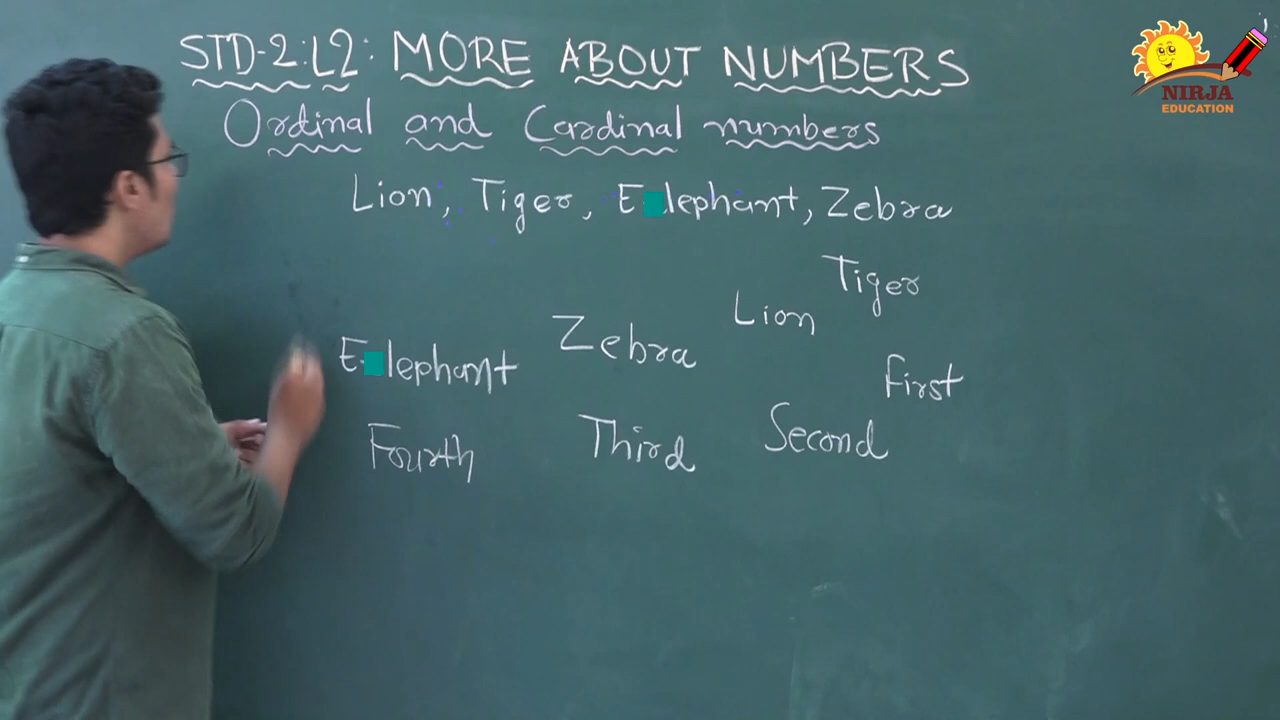 STD-2:L2: MORE ABOUT NUMBERS
Ordinal and Cardinal numbers
Lion, Tiger, Elephant, Zebra
Tiger
Lion
Zebra
Elephant
First
Second
Third
Fourth
NIRJA
EDUCATION